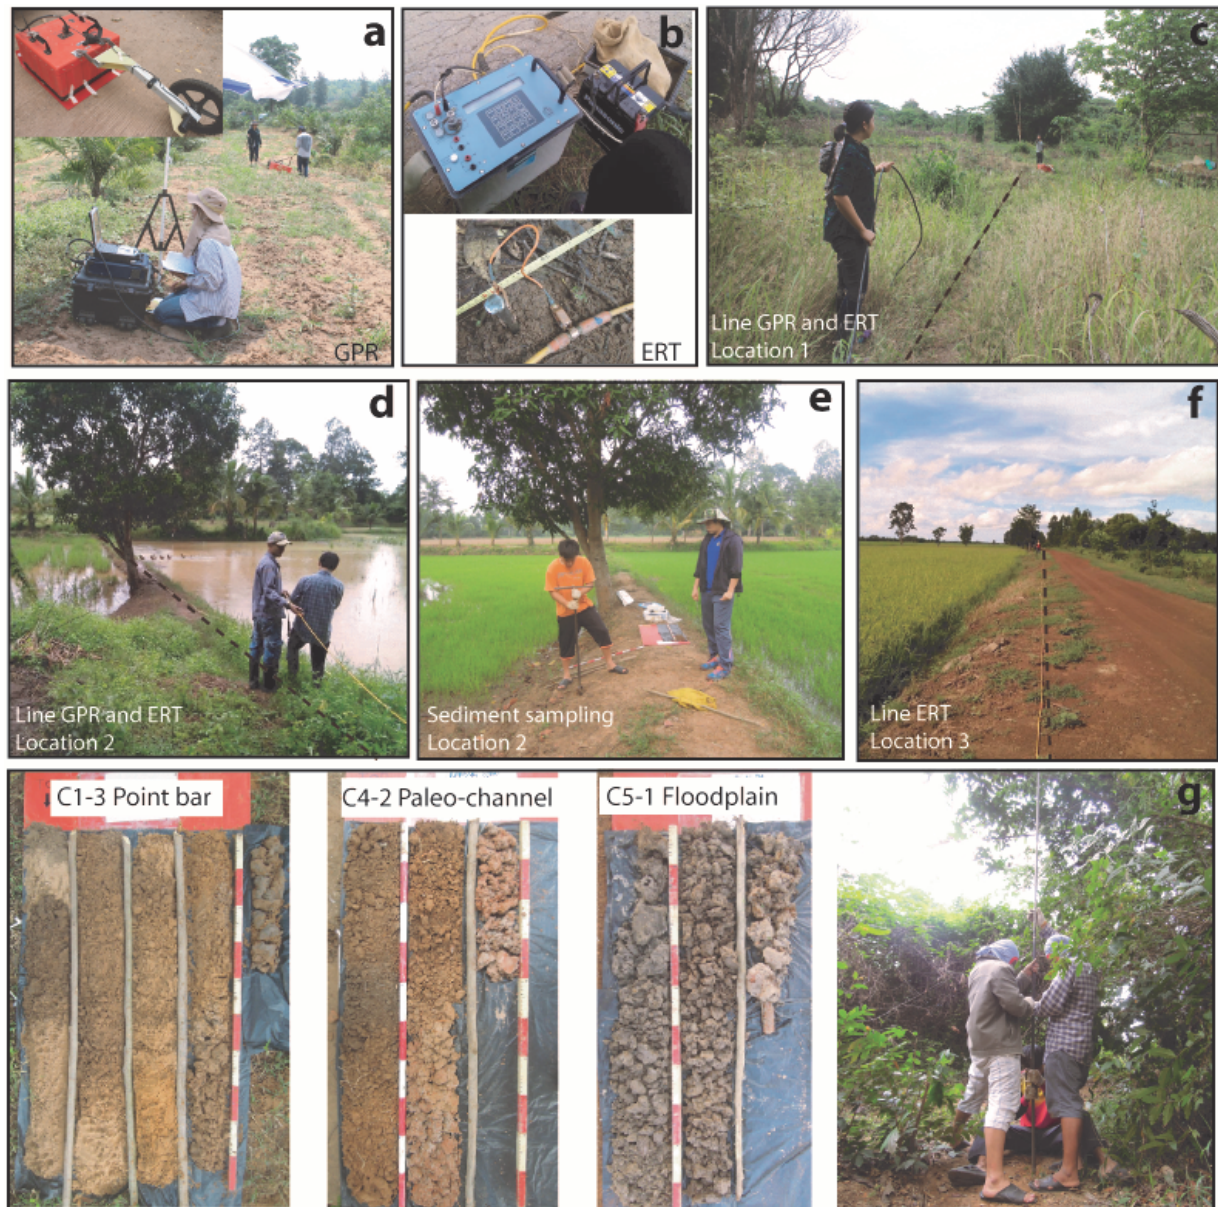 a
GPR
b
ERT
c
Line GPR and ERT
Location 1
d
Line GPR and ERT
Location 2
e
Sediment sampling
Location 2
f
Line ERT
Location 3
C1-3 Point bar
C4-2 Paleo-channel
C5-1 Floodplain
g